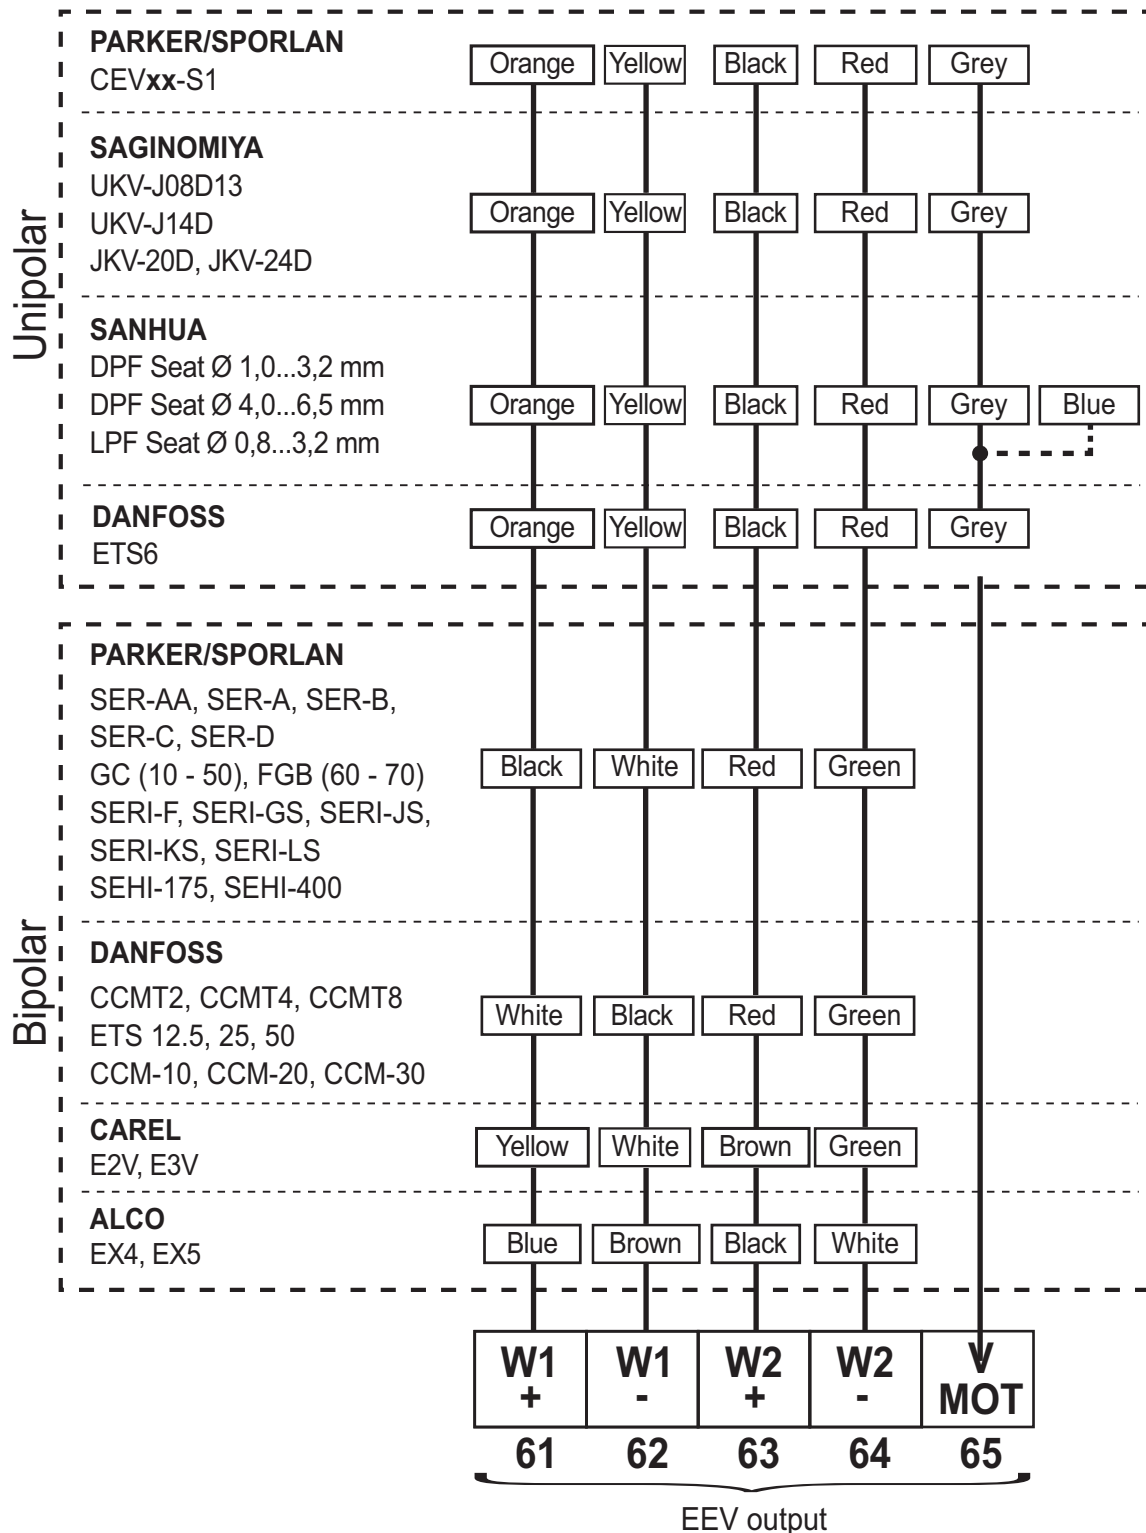 Unipolar
PARKER/SPORLAN
CEVxx-S1
Orange Yellow Black Red Grey
SAGINOMIYA
UKV-J08D13
UKV-J14D
JKV-20D, JKV-24D
Orange Yellow Black Red Grey
SANHUA
DPF Seat Ø 1,0...3,2 mm
DPF Seat Ø 4,0...6,5 mm
LPF Seat Ø 0,8...3,2 mm
Orange Yellow Black Red Grey Blue
DANFOSS
ETS6
Orange Yellow Black Red Grey
Bipolar
PARKER/SPORLAN
SER-AA, SER-A, SER-B,
SER-C, SER-D
GC (10 - 50), FGB (60 - 70)
SERI-F, SERI-GS, SERI-JS,
SERI-KS, SERI-LS
SEHI-175, SEHI-400
Black White Red Green
DANFOSS
CCMT2, CCMT4, CCMT8
ETS 12.5, 25, 50
CCM-10, CCM-20, CCM-30
White Black Red Green
CAREL
E2V, E3V
Yellow White Brown Green
ALCO
EX4, EX5
Blue Brown Black White
W1 W1 W2 W2 V
+ - + - MOT
61 62 63 64 65
EEV output